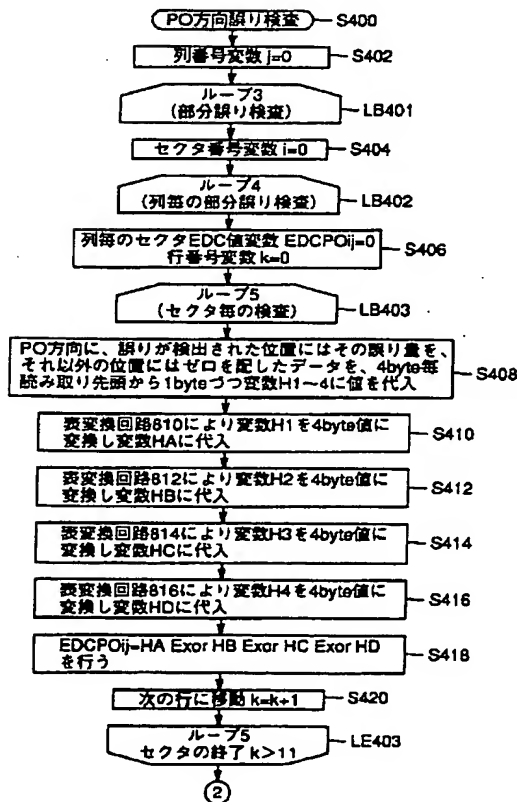 PO方向誤り検査
S400
列番号変数 j=0
S402
ループ3
(部分誤り検査)
LB401
セクタ番号変数 i=0
S404
ループ4
(列毎の部分誤り検査)
LB402
列毎のセクタEDC値変数 EDCPOij=0
行番号変数 k=0
S406
ループ5
(セクタ毎の検査)
LB403
PO方向に、誤りが検出された位置にはその誤り量を、
それ以外の位置にはゼロを配したデータを、4byte毎
読み取り先頭から1byteづつ変数H1~4に値を代入
S408
表変換回路810により変数H1を4byte値に
変換し変数HAに代入
S410
表変換回路812により変数H2を4byte値に
変換し変数HBに代入
S412
表変換回路814により変数H3を4byte値に
変換し変数HCに代入
S414
表変換回路816により変数H4を4byte値に
変換し変数HDに代入
S416
EDCPOij=HA Exor HB Exor HC Exor HD
を行う
S418
次の行に移動 k=k+1
S420
ループ5
セクタの終了 k>11
LE403
2